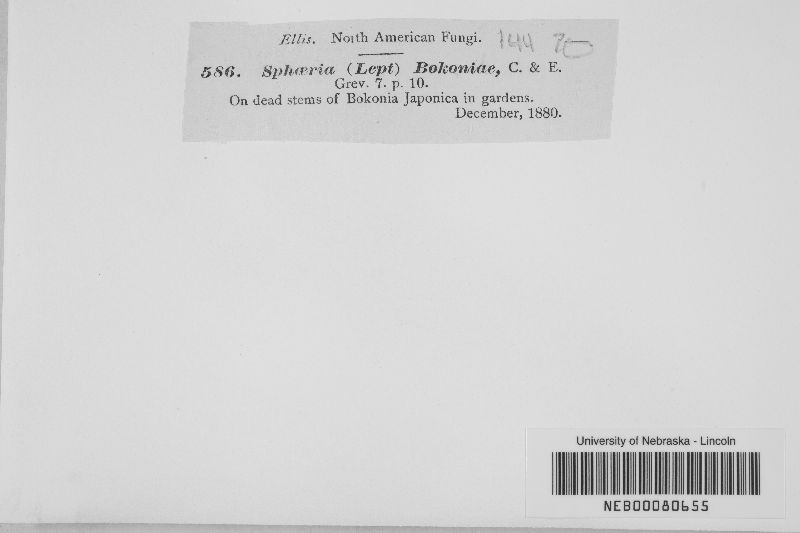 Ellis. North American Fungi. 144
586. Sphæria (Lept) Bokoniae, C. & E.
Grev. 7. p. 10.
On dead stems of Bokonia Japonica in gardens.
December, 1880.
University of Nebraska - Lincoln
NEB00080655